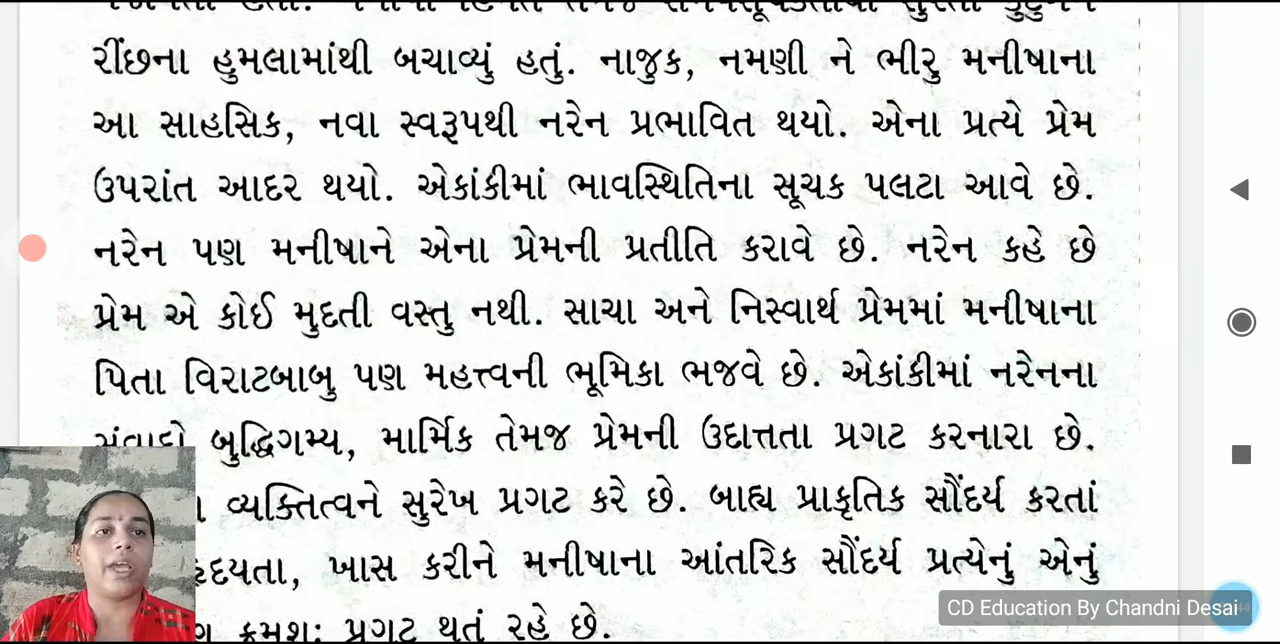 રીંછના હુમલામાંથી બચાવ્યું હતું. નાજુક, નમણી ને ભીરુ મનીષાના
આ સાહસિક, નવા સ્વરૂપથી નરેન પ્રભાવિત થયો. એના પ્રત્યે પ્રેમ
ઉપરાંત આદર થયો. એકાંકીમાં ભાવસ્થિતિના સૂચક પલટા આવે છે.
નરેન પણ મનીષાને એના પ્રેમની પ્રતીતિ કરાવે છે. નરેન કહે છે
પ્રેમ એ કોઈ મુદતી વસ્તુ નથી. સાચા અને નિસ્વાર્થ પ્રેમમાં મનીષાના
પિતા વિરાટબાબુ પણ મહત્ત્વની ભૂમિકા ભજવે છે. એકાંકીમાં નરેનના
બુદ્ધિગમ્ય, માર્મિક તેમજ પ્રેમની ઉદાત્તતા પ્રગટ કરનારા છે.
વ્યક્તિત્વને સુરેખ પ્રગટ કરે છે. બાહ્ય પ્રાકૃતિક સૌંદર્ય કરતાં
ખાસ કરીને મનીષાના આંતરિક સૌંદર્ય પ્રત્યેનું એનું
ક્રમશઃ પ્રગટ થતું રહે છે.
CD Education By Chandni Desai